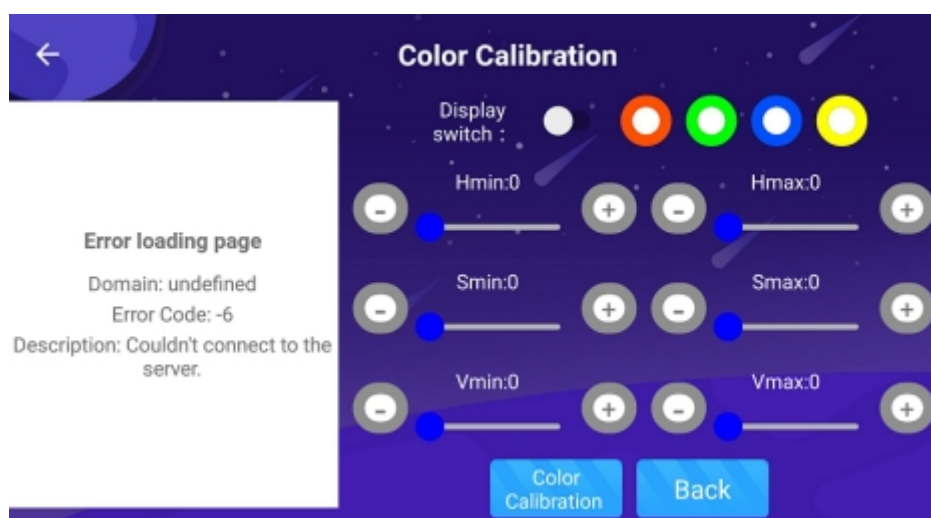 Color Calibration
Display
switch :
Error loading page
Domain: undefined
Error Code: -6
Description: Couldn't connect to the
server.
Hmin:0
Hmax:0
- + - +
Smin:0
Smax:0
- + - +
Vmin:0
Vmax:0
- + - +
Color
Calibration
Back